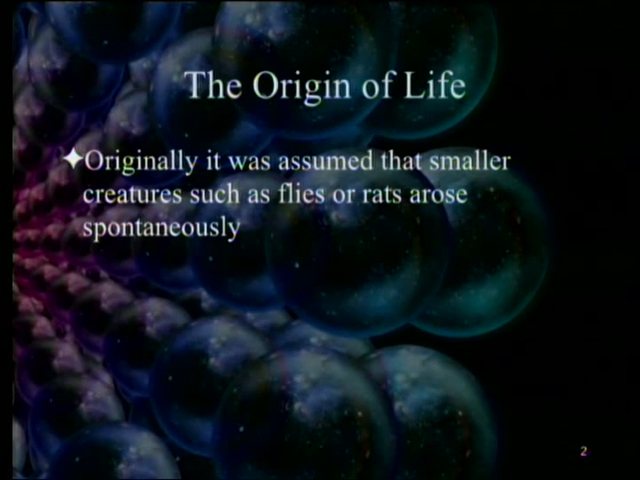 The Origin of Life
✦Originally it was assumed that smaller
creatures such as flies or rats arose
spontaneously
2